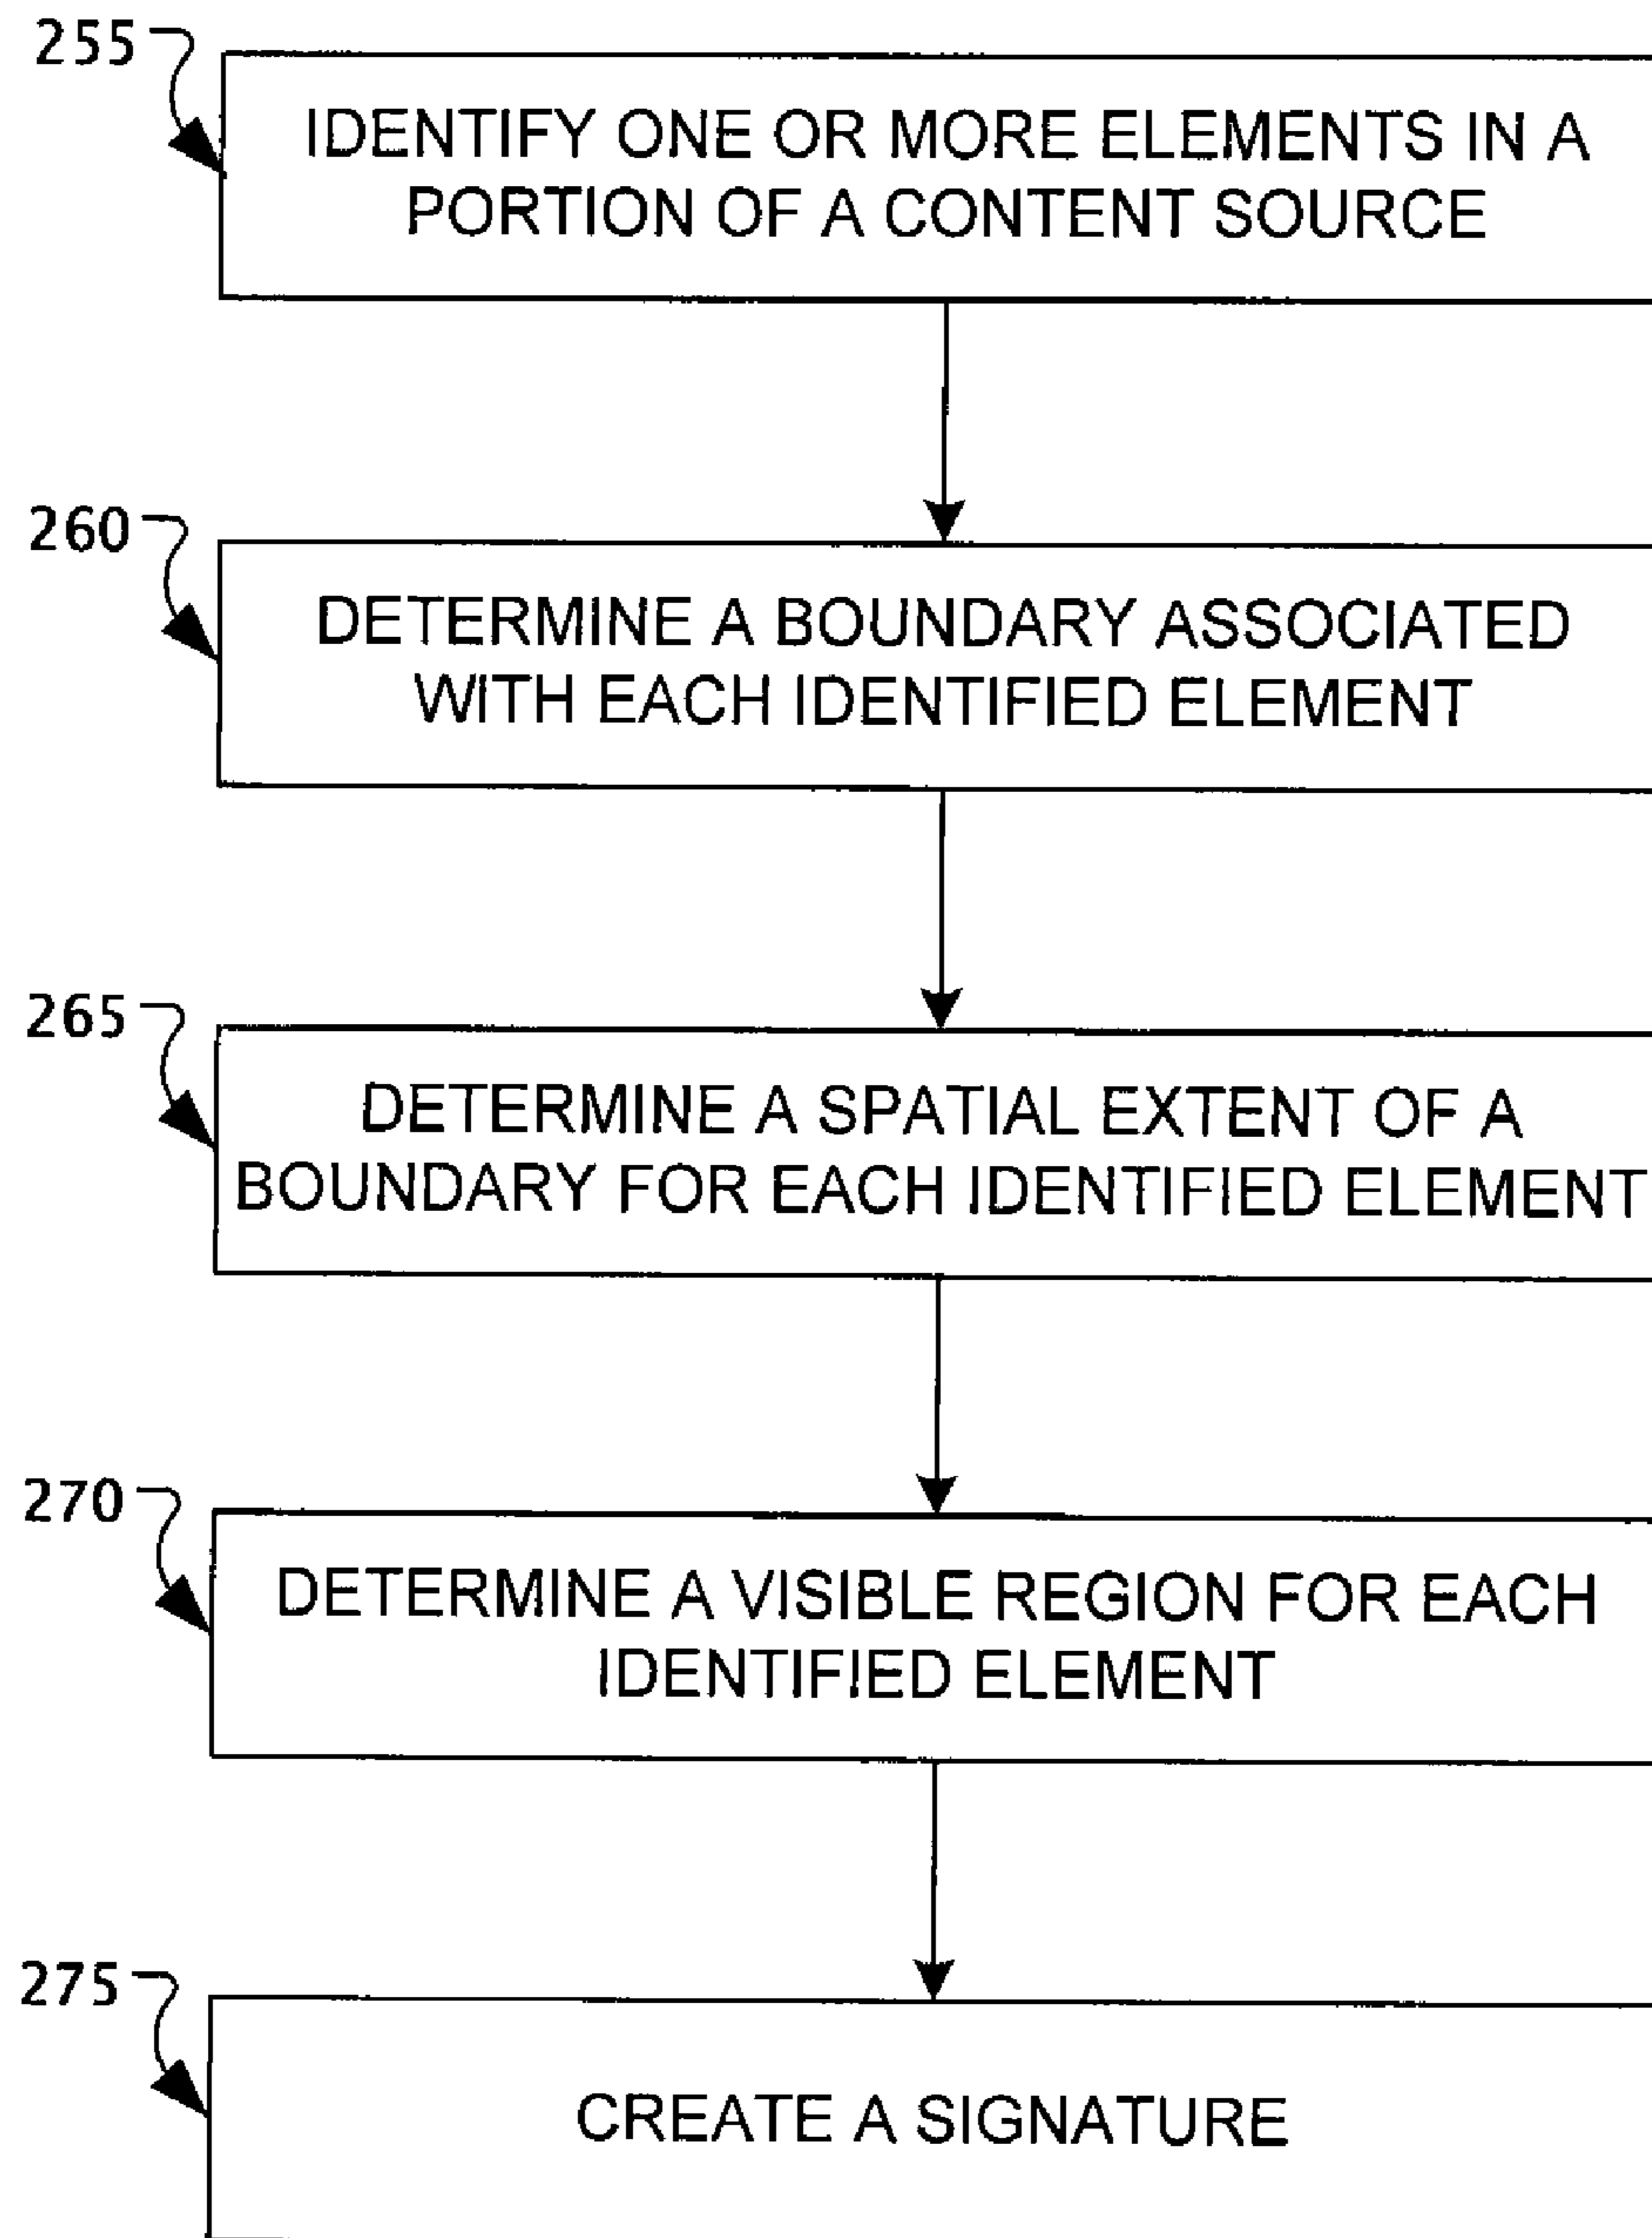 255
IDENTIFY ONE OR MORE ELEMENTS IN A
PORTION OF A CONTENT SOURCE
260
DETERMINE A BOUNDARY ASSOCIATED
WITH EACH IDENTIFIED ELEMENT
265
DETERMINE A SPATIAL EXTENT OF A
BOUNDARY FOR EACH IDENTIFIED ELEMENT
270
DETERMINE A VISIBLE REGION FOR EACH
IDENTIFIED ELEMENT
275
CREATE A SIGNATURE